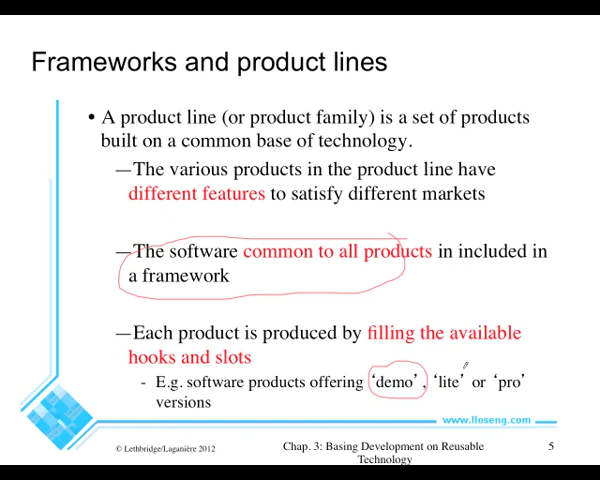 Frameworks and product lines
• A product line (or product family) is a set of products
built on a common base of technology.
—The various products in the product line have
different features to satisfy different markets
—The software common to all products in included in
a framework
—Each product is produced by filling the available
hooks and slots
- E.g. software products offering ‘demo’, ‘lite’ or ‘pro’
versions
www.lloseng.com
© Lethbridge/Laganière 2012
Chap. 3: Basing Development on Reusable
Technology
5